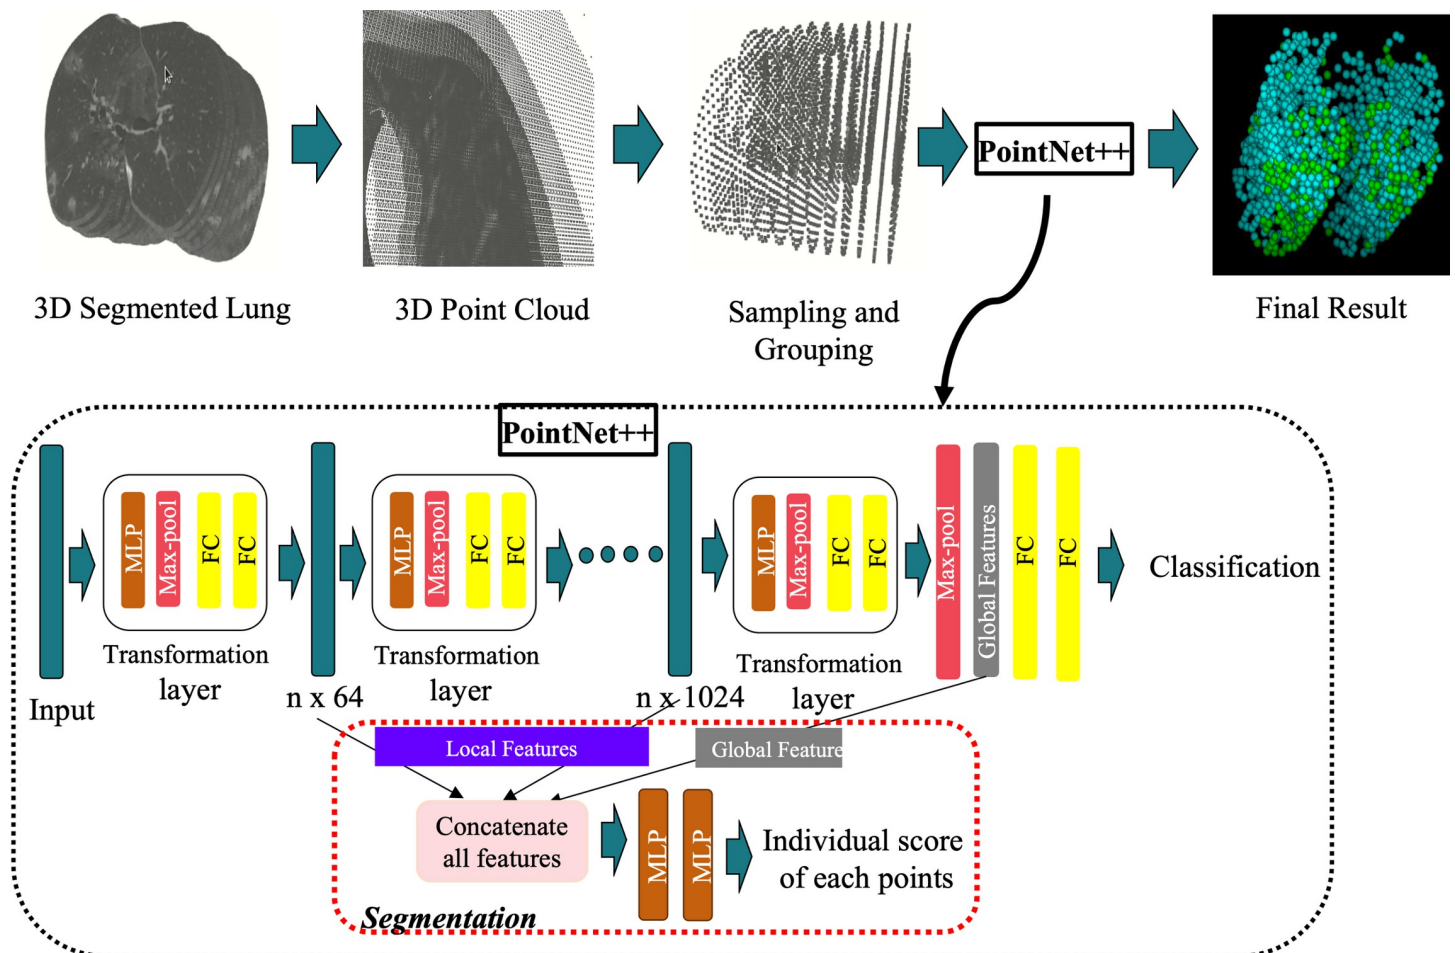 PointNet++
3D Segmented Lung
3D Point Cloud
Sampling and
Grouping
Final Result
PointNet++
MLP
Max-pool
FC
FC
MLP
Max-pool
FC
FC
MLP
Max-pool
FC
FC
Max-pool
Global Features
FC
FC
Classification
Input
Transformation
layer
n x 64
Transformation
layer
n x 1024
Transformation
layer
Local Features
Global Feature
Concatenate
all features
MLP
MLP
Individual score
of each points
Segmentation